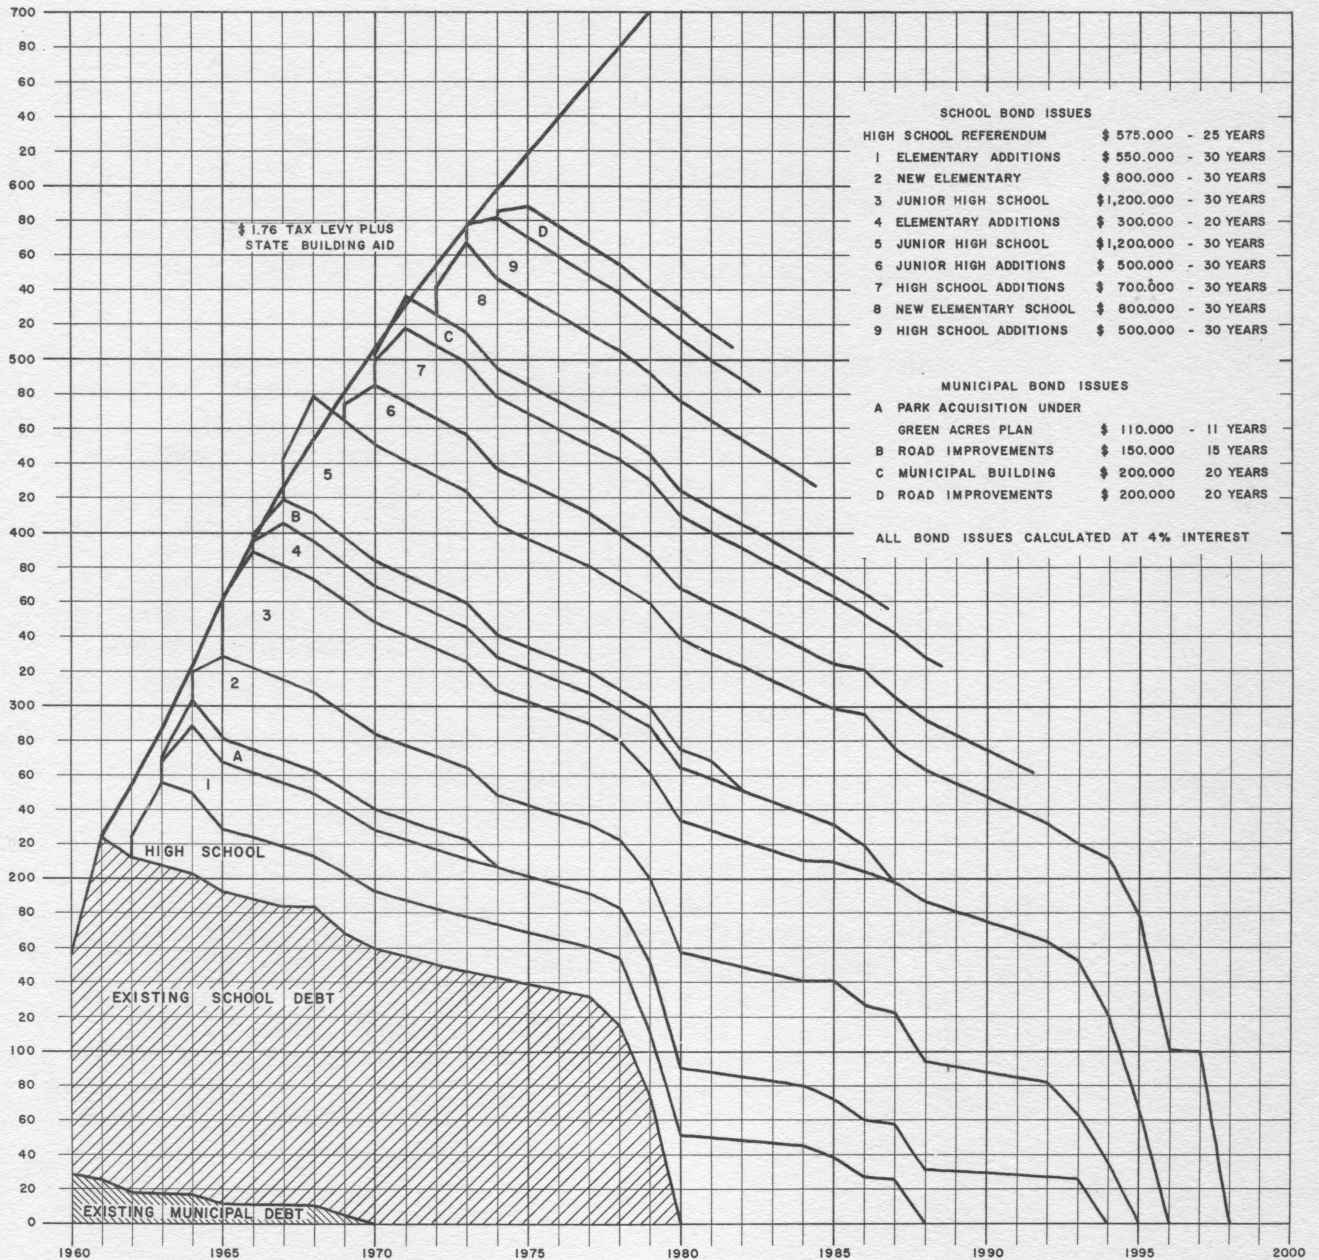 700
80
60
40
20
600
80
60
40
20
500
80
60
40
20
400
80
60
40
20
300
80
60
40
20
200
80
60
40
20
100
80
60
40
20
0
1960 1965 1970 1975 1980 1985 1990 1995 2000
$ 1.76 TAX LEVY PLUS
STATE BUILDING AID
D
9
8
C
7
6
5
B
4
3
2
A
1
HIGH SCHOOL
EXISTING SCHOOL DEBT
EXISTING MUNICIPAL DEBT
SCHOOL BOND ISSUES
HIGH SCHOOL REFERENDUM $ 575.000 - 25 YEARS
1 ELEMENTARY ADDITIONS $ 550.000 - 30 YEARS
2 NEW ELEMENTARY $ 800.000 - 30 YEARS
3 JUNIOR HIGH SCHOOL $1,200.000 - 30 YEARS
4 ELEMENTARY ADDITIONS $ 300.000 - 20 YEARS
5 JUNIOR HIGH SCHOOL $1,200.000 - 30 YEARS
6 JUNIOR HIGH ADDITIONS $ 500.000 - 30 YEARS
7 HIGH SCHOOL ADDITIONS $ 700.000 - 30 YEARS
8 NEW ELEMENTARY SCHOOL $ 800.000 - 30 YEARS
9 HIGH SCHOOL ADDITIONS $ 500.000 - 30 YEARS
MUNICIPAL BOND ISSUES
A PARK ACQUISITION UNDER
GREEN ACRES PLAN $ 110.000 - 11 YEARS
B ROAD IMPROVEMENTS $ 150.000 15 YEARS
C MUNICIPAL BUILDING $ 200.000 20 YEARS
D ROAD IMPROVEMENTS $ 200.000 20 YEARS
ALL BOND ISSUES CALCULATED AT 4% INTEREST